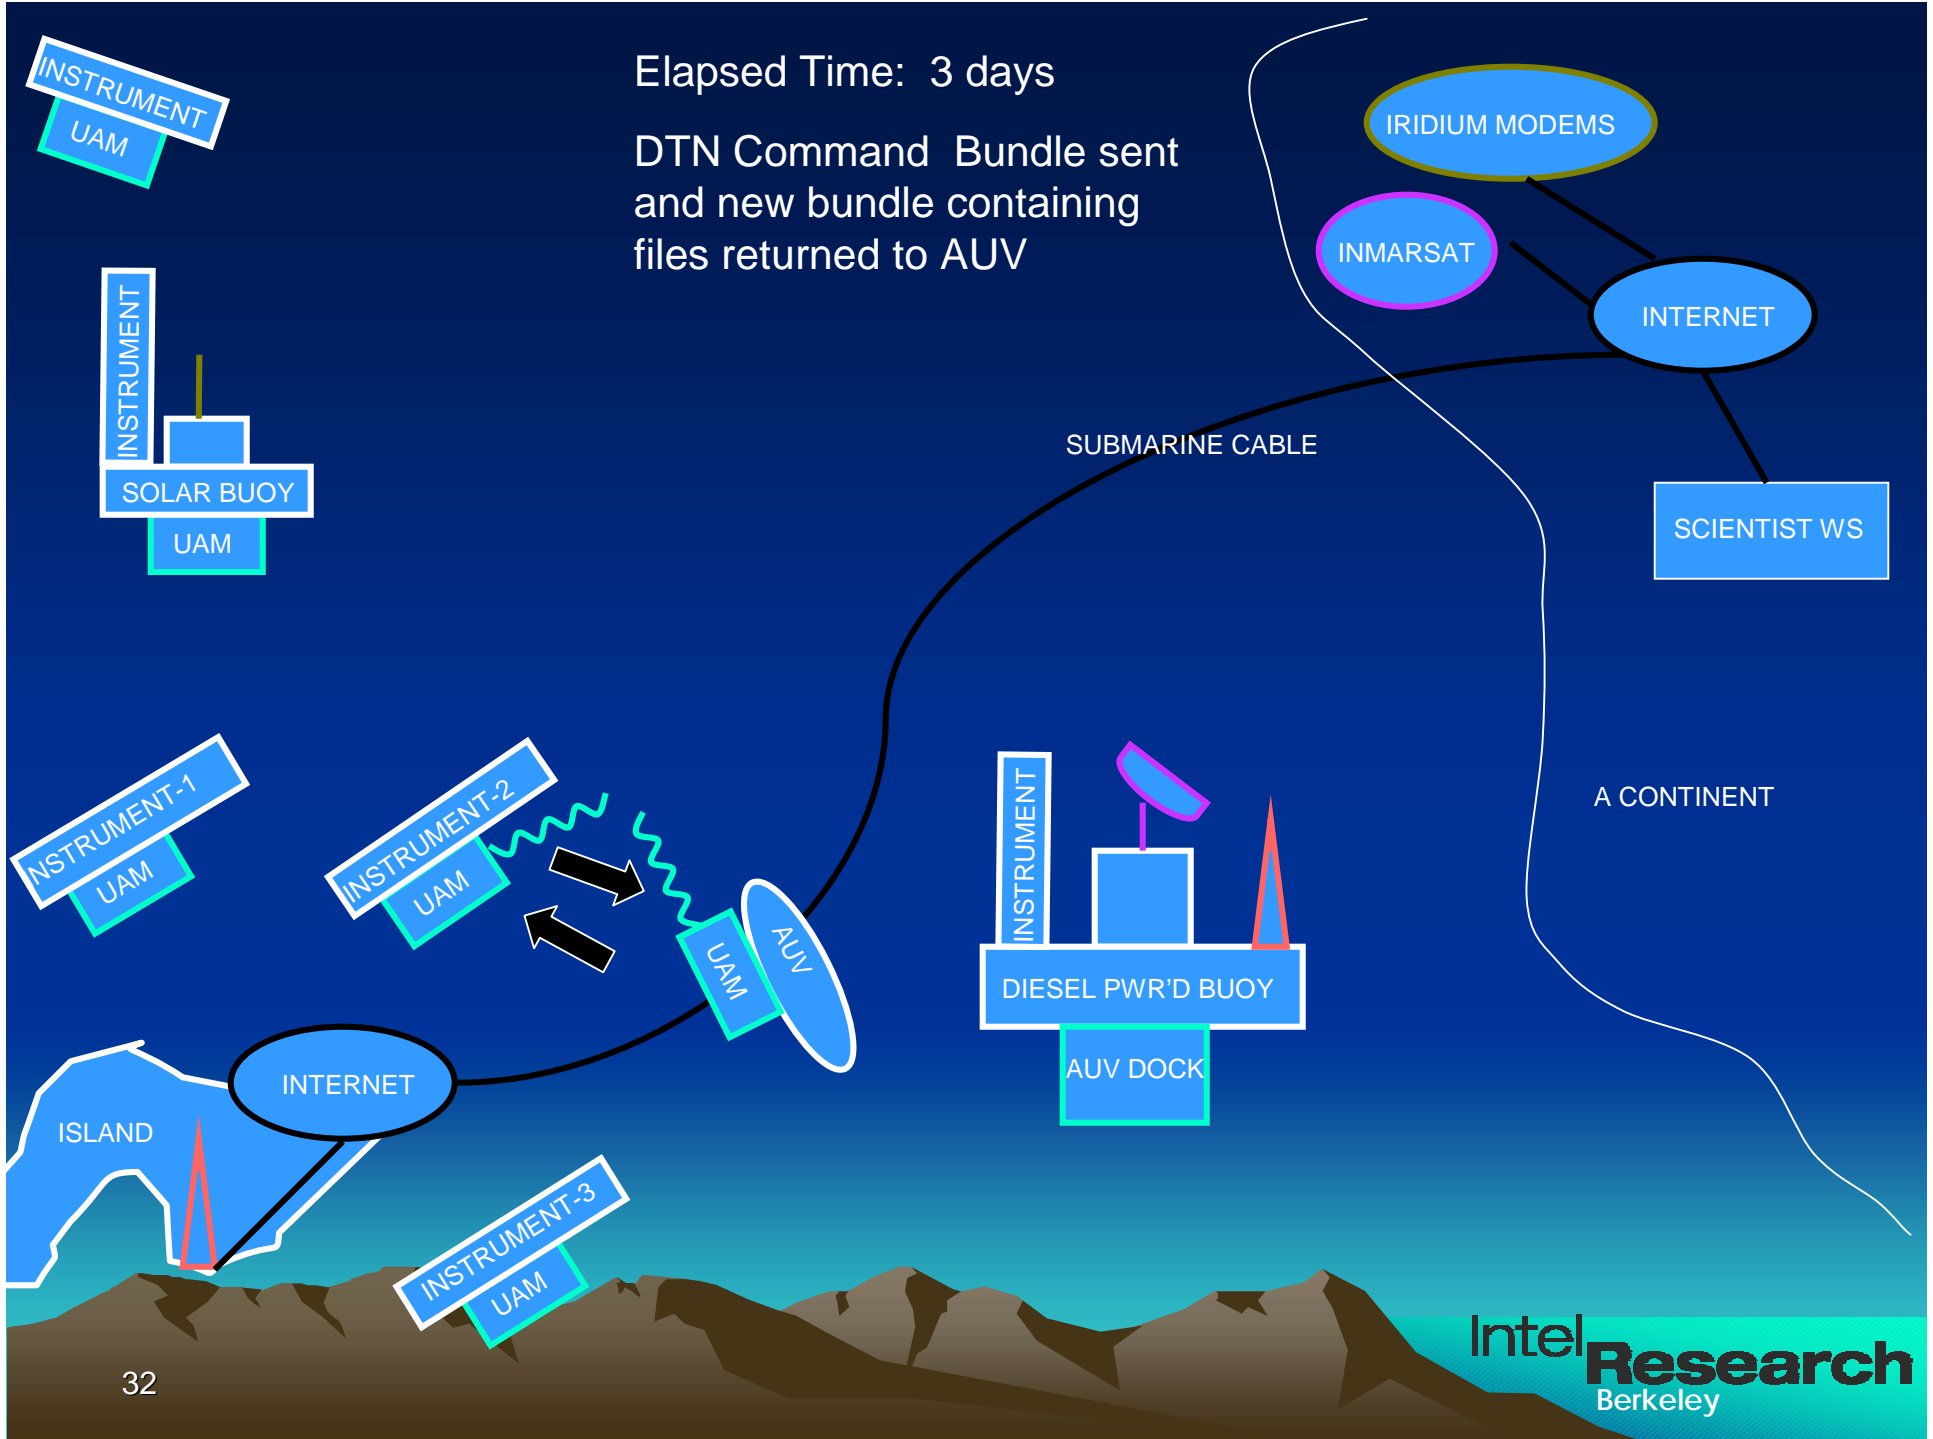 Elapsed Time: 3 days
DTN Command Bundle sent
and new bundle containing
files returned to AUV
INSTRUMENT
UAM
IRIDIUM MODEMS
INMARSAT
INTERNET
INSTRUMENT
SOLAR BUOY
UAM
SUBMARINE CABLE
SCIENTIST WS
NSTRUMENT-1
UAM
INSTRUMENT-2
UAM
UAM
AUV
INSTRUMENT
DIESEL PWR'D BUOY
AUV DOCK
A CONTINENT
INTERNET
ISLAND
INSTRUMENT-3
UAM
32
Intel Research
Berkeley